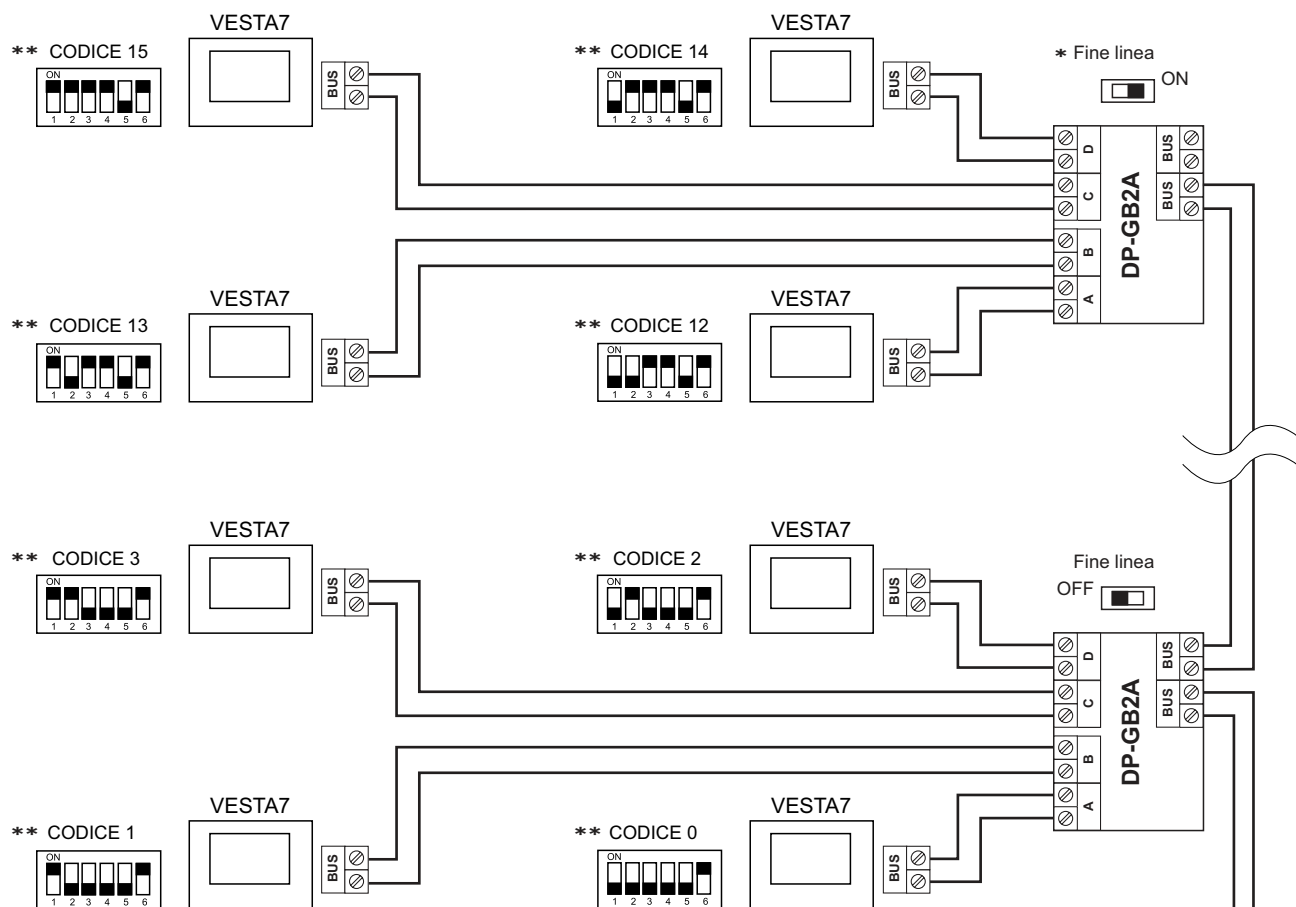 VESTA7
VESTA7
** CODICE 15
** CODICE 14
* Fine linea
ON
ON
1 2 3 4 5 6
BUS
ON
1 2 3 4 5 6
BUS
D
C
B
A
DP-GB2A
BUS
BUS
VESTA7
VESTA7
** CODICE 13
** CODICE 12
ON
1 2 3 4 5 6
BUS
ON
1 2 3 4 5 6
BUS
VESTA7
VESTA7
** CODICE 3
** CODICE 2
Fine linea
OFF
ON
1 2 3 4 5 6
BUS
ON
1 2 3 4 5 6
BUS
D
C
B
A
DP-GB2A
BUS
BUS
VESTA7
VESTA7
** CODICE 1
** CODICE 0
ON
1 2 3 4 5 6
BUS
ON
1 2 3 4 5 6
BUS